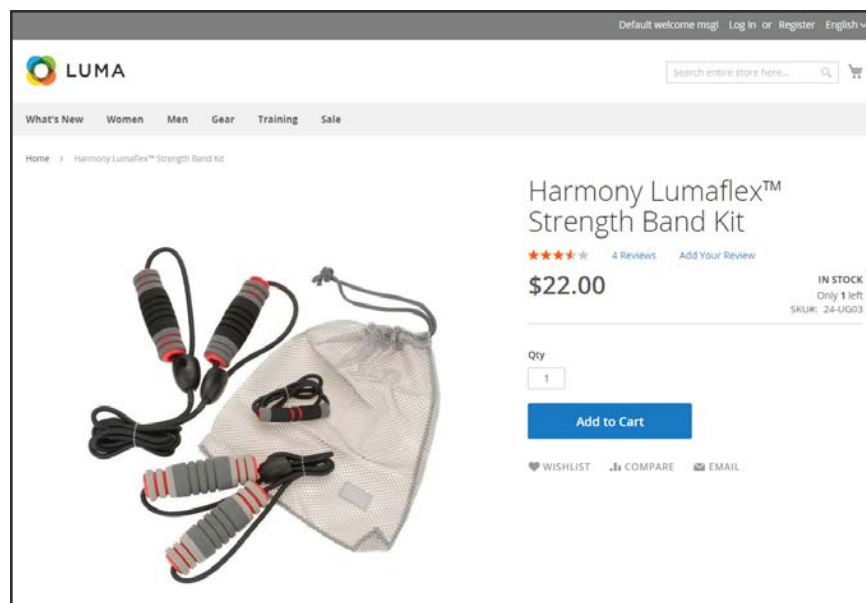 Default welcome msg! Log In or Register English
LUMA
Search entire store here...
What's New Women Men Gear Training Sale
Home > Harmony Lumaflex™ Strength Band Kit
Harmony Lumaflex™
Strength Band Kit
4 Reviews Add Your Review
$22.00
IN STOCK
Only 1 left
SKU#: 24-UG03
Qty
1
Add to Cart
WISHLIST COMPARE EMAIL